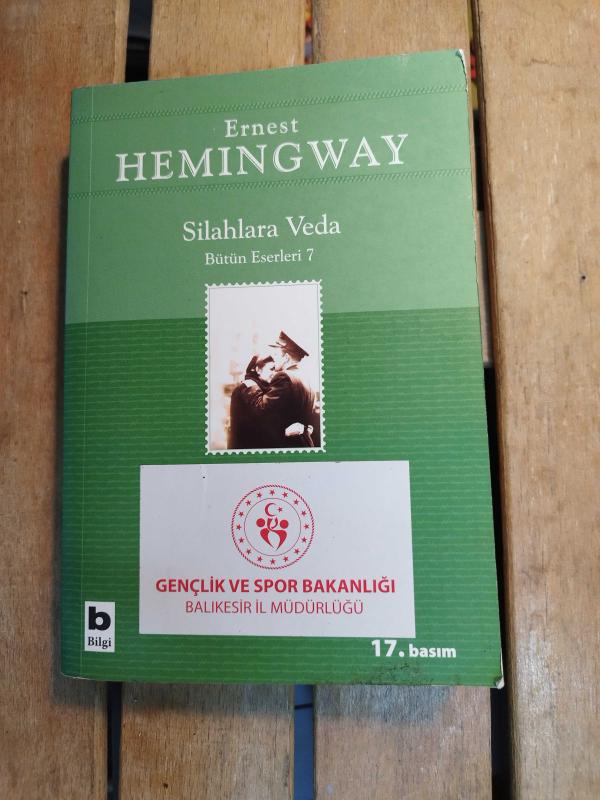 Ernest
HEMINGWAY
Silahlara Veda
Bütün Eserleri 7
GENÇLİK VE SPOR BAKANLIĞI
BALIKESİR İL MÜDÜRLÜĞÜ
b
Bilgi
17. basım